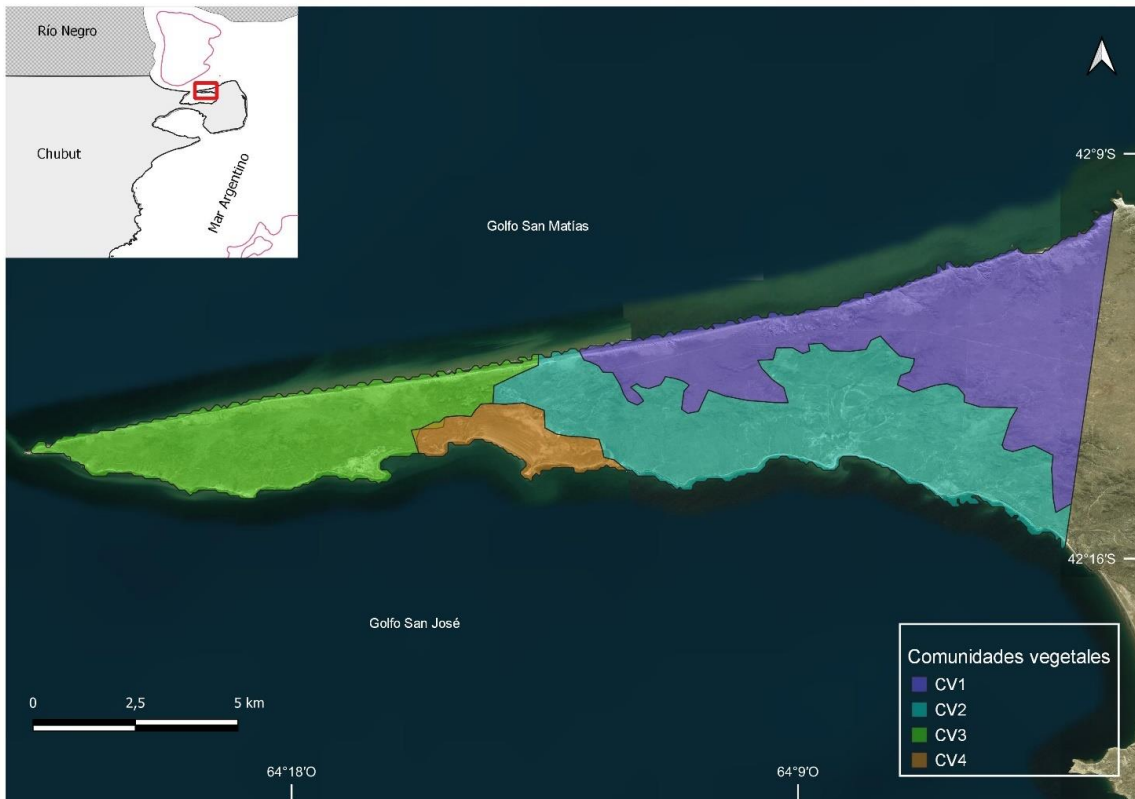 Río Negro
Chubut
Mar Argentino
42°9'S
Golfo San Matías
42°16'S
Golfo San José
Comunidades vegetales
CV1
CV2
CV3
CV4
0 2,5 5 km
64°18'O 64°9'O